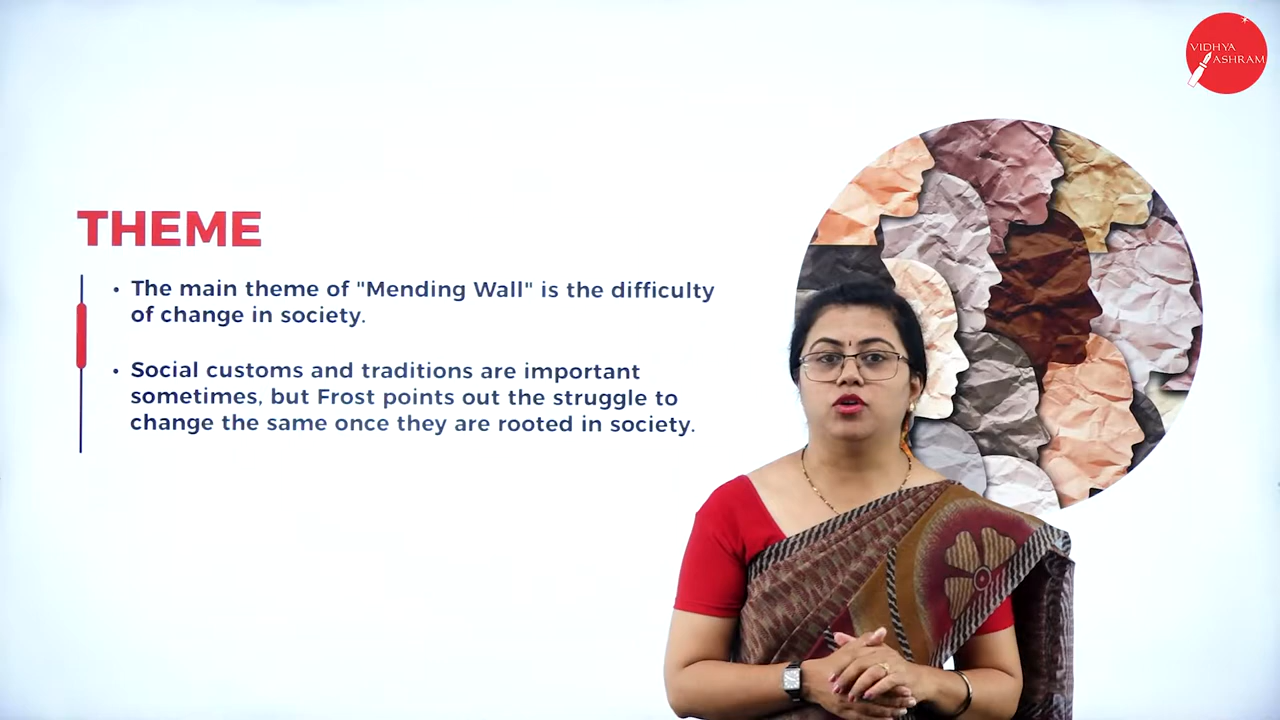 VIDHYA
ASHRAM
THEME
• The main theme of "Mending Wall" is the difficulty
of change in society.
• Social customs and traditions are important
sometimes, but Frost points out the struggle to
change the same once they are rooted in society.